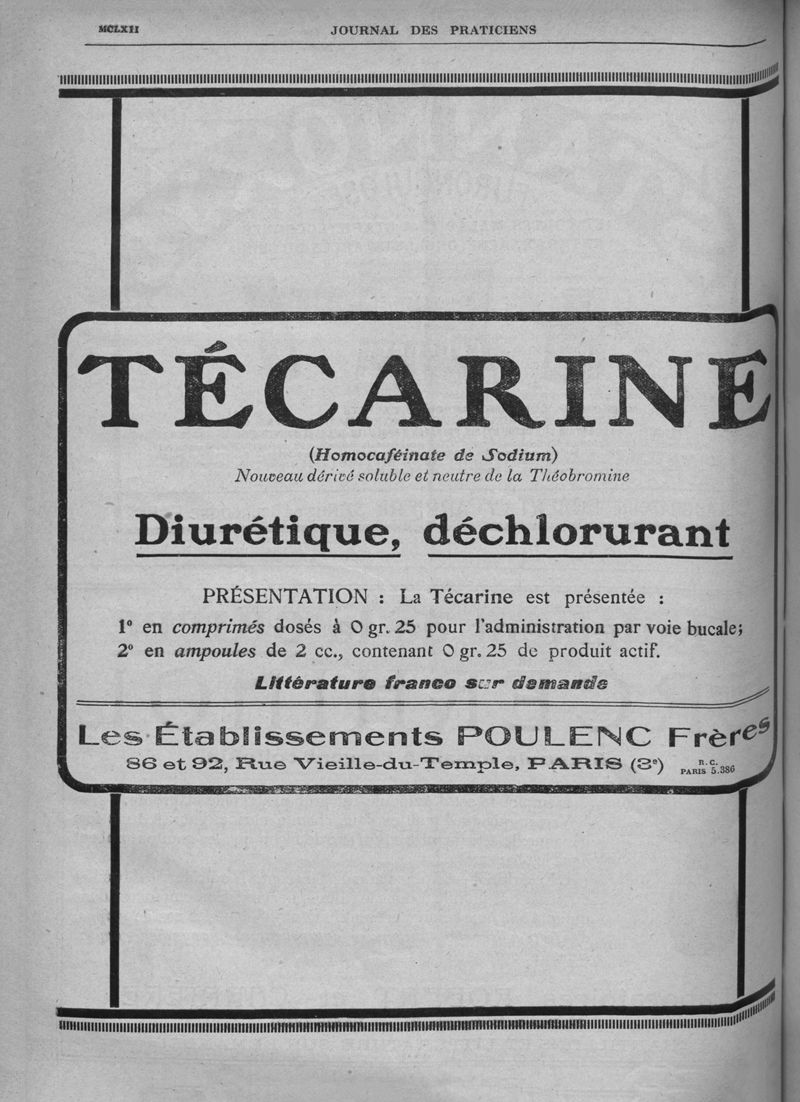 MCLXII
JOURNAL DES PRATICIENS
TÉCARINE
(Homocaféinate de Sodium)
Nouveau dérivé soluble et neutre de la Théobromine
Diurétique, déchlorurant
PRÉSENTATION : La Técarine est présentée :
1° en comprimés dosés à 0 gr. 25 pour l'administration par voie bucale;
2° en ampoules de 2 cc., contenant 0 gr. 25 de produit actif.
Littérature franco sur demande
Les Établissements POULENC Frères
86 et 92, Rue Vieille-du-Temple, PARIS (3e)
R. C.
PARIS 5.386